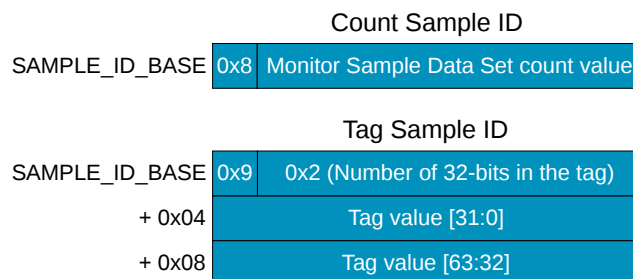 Count Sample ID
SAMPLE_ID_BASE 0x8 Monitor Sample Data Set count value
Tag Sample ID
SAMPLE_ID_BASE 0x9 0x2 (Number of 32-bits in the tag)
+ 0x04 Tag value [31:0]
+ 0x08 Tag value [63:32]